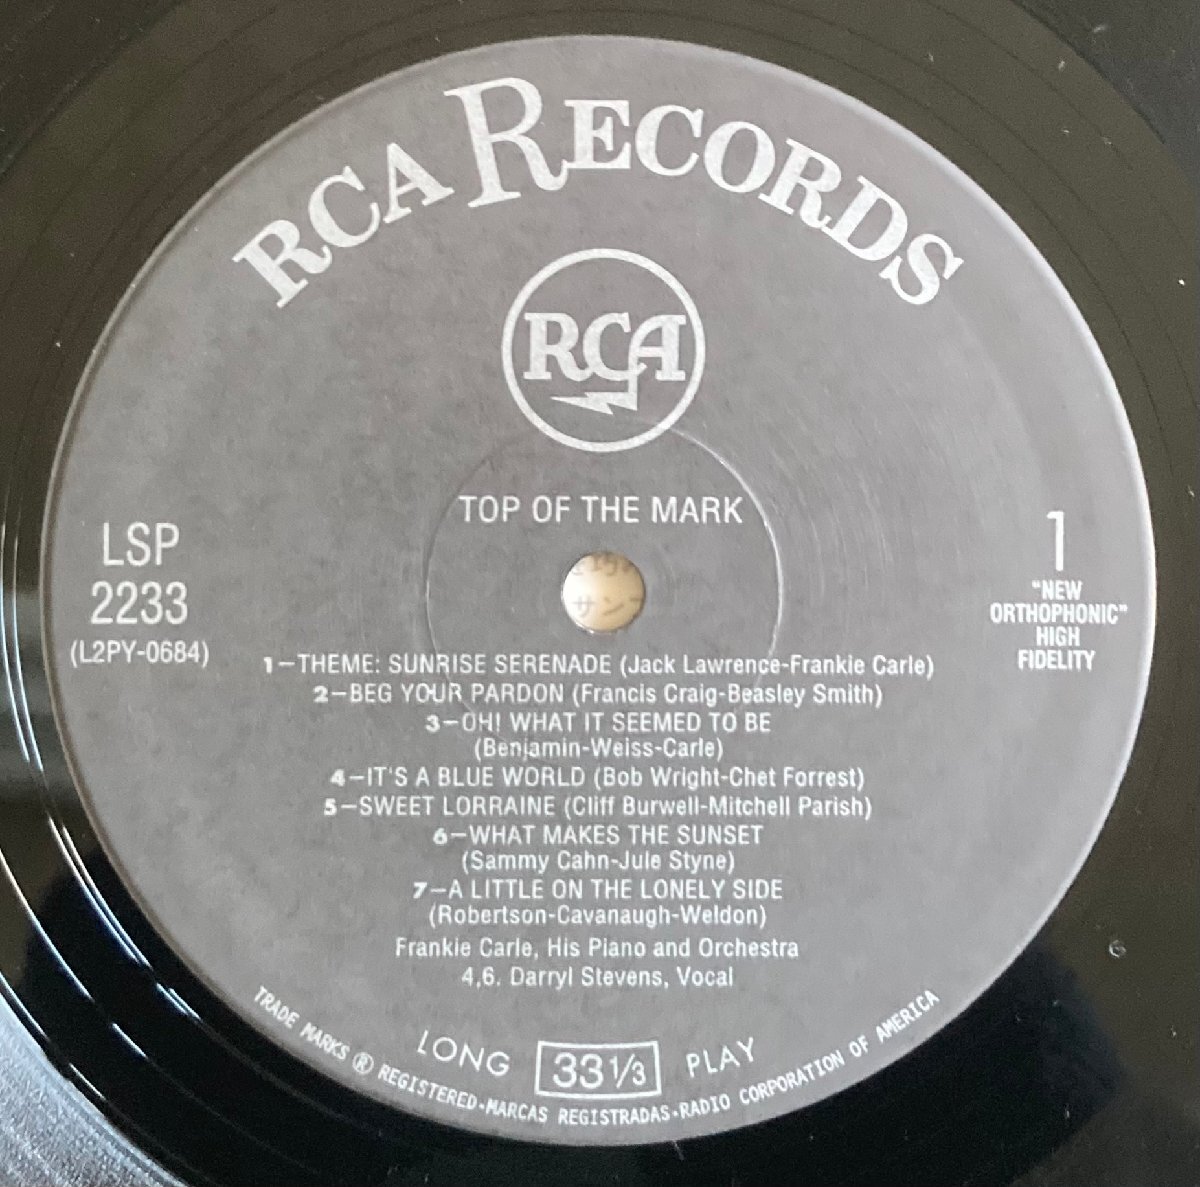 RCA RECORDS
RCA
TOP OF THE MARK
LSP
2233
(L2PY-0684)
1
"NEW
ORTHOPHONIC"
HIGH
FIDELITY
サン
1–THEME: SUNRISE SERENADE (Jack Lawrence-Frankie Carle)
2–BEG YOUR PARDON (Francis Craig-Beasley Smith)
3–OH! WHAT IT SEEMED TO BE
(Benjamin-Weiss-Carle)
4–IT'S A BLUE WORLD (Bob Wright-Chet Forrest)
5–SWEET LORRAINE (Cliff Burwell-Mitchell Parish)
6–WHAT MAKES THE SUNSET
(Sammy Cahn-Jule Styne)
7–A LITTLE ON THE LONELY SIDE
(Robertson-Cavanaugh-Weldon)
Frankie Carle, His Piano and Orchestra
4,6. Darryl Stevens, Vocal
LONG 33 1/3 PLAY
TRADE MARKS ® REGISTERED•MARCAS REGISTRADAS•RADIO CORPORATION OF AMERICA